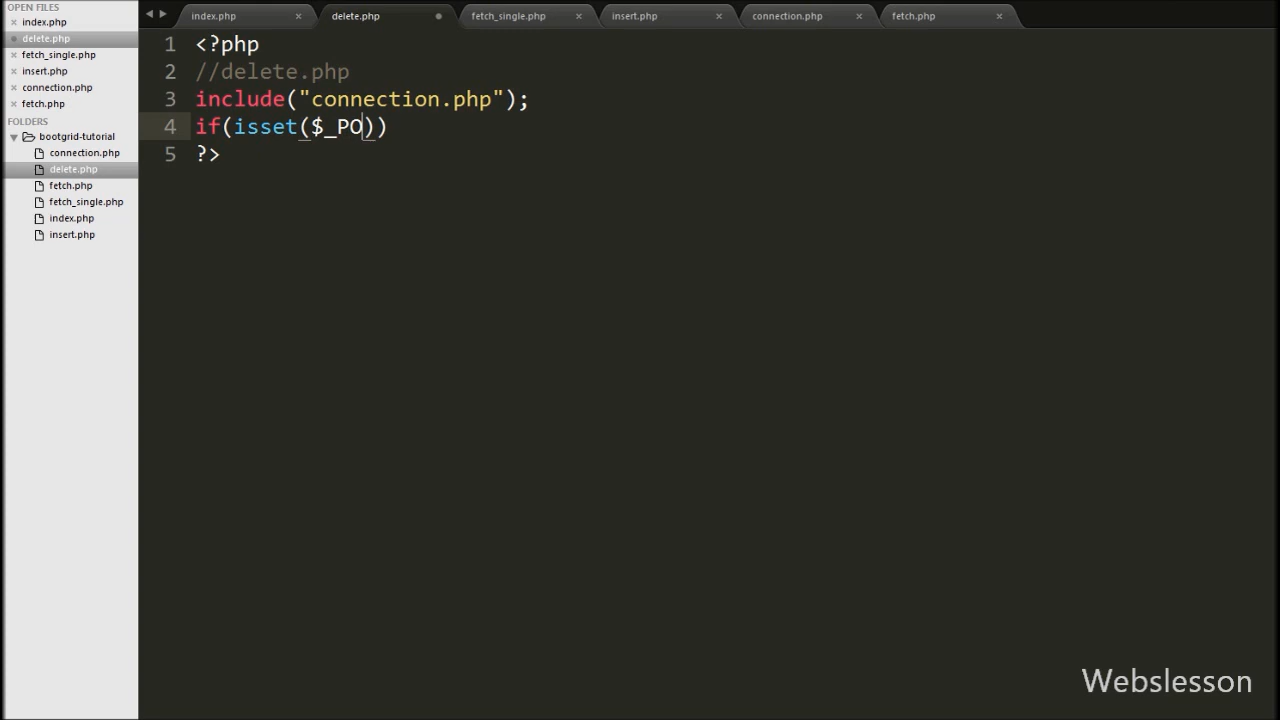 OPEN FILES
index.php
delete.php
fetch_single.php
insert.php
connection.php
fetch.php
FOLDERS
bootgrid-tutorial
connection.php
delete.php
fetch.php
fetch_single.php
index.php
insert.php
index.php delete.php fetch_single.php insert.php connection.php fetch.php
1 <?php
2 //delete.php
3 include("connection.php");
4 if(isset($_PO))
5 ?>
Webslesson